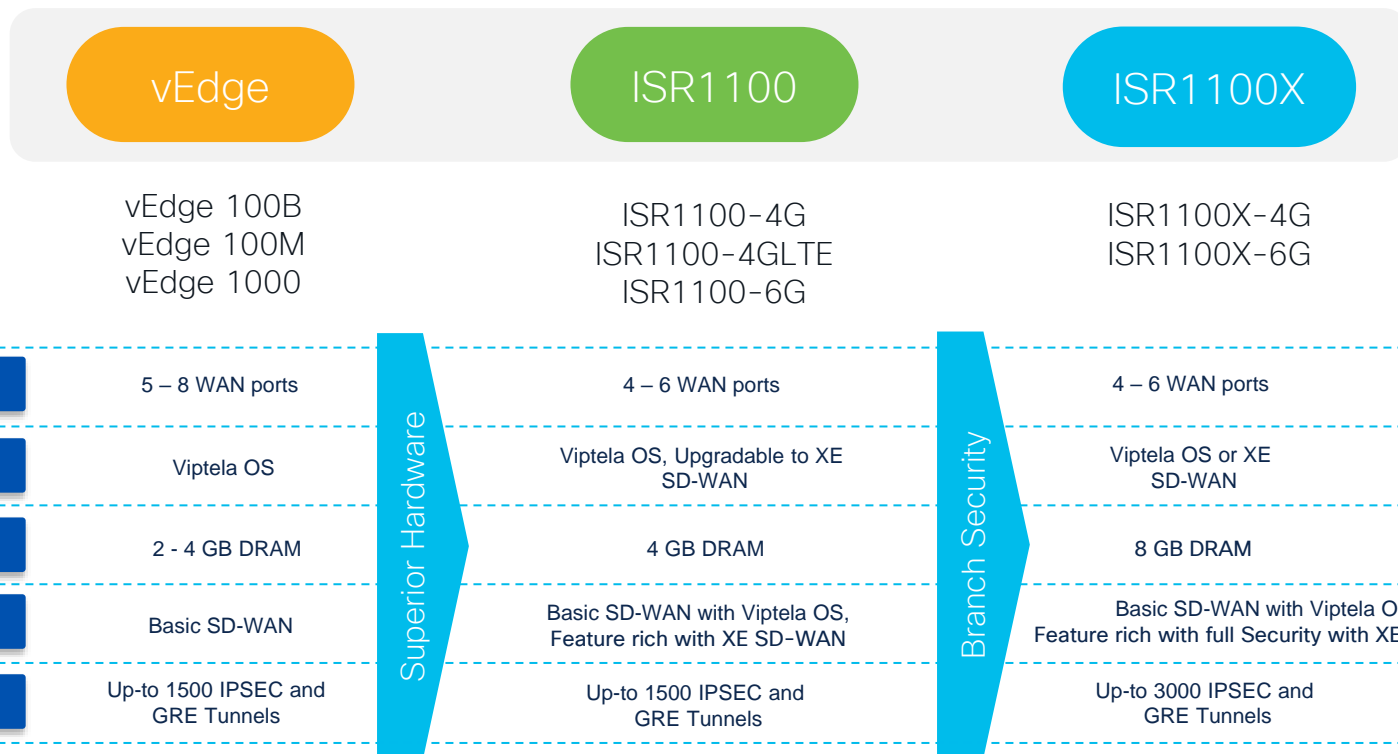 vEdge
ISR1100
ISR1100X
vEdge 100B
vEdge 100M
vEdge 1000
ISR1100-4G
ISR1100-4GLTE
ISR1100-6G
ISR1100X-4G
ISR1100X-6G
Superior Hardware
Branch Security
5 – 8 WAN ports
4 – 6 WAN ports
4 – 6 WAN ports
Viptela OS
Viptela OS, Upgradable to XE
SD-WAN
Viptela OS or XE
SD-WAN
2 - 4 GB DRAM
4 GB DRAM
8 GB DRAM
Basic SD-WAN
Basic SD-WAN with Viptela OS,
Feature rich with XE SD-WAN
Basic SD-WAN with Viptela O
Feature rich with full Security with XE
Up-to 1500 IPSEC and
GRE Tunnels
Up-to 1500 IPSEC and
GRE Tunnels
Up-to 3000 IPSEC and
GRE Tunnels